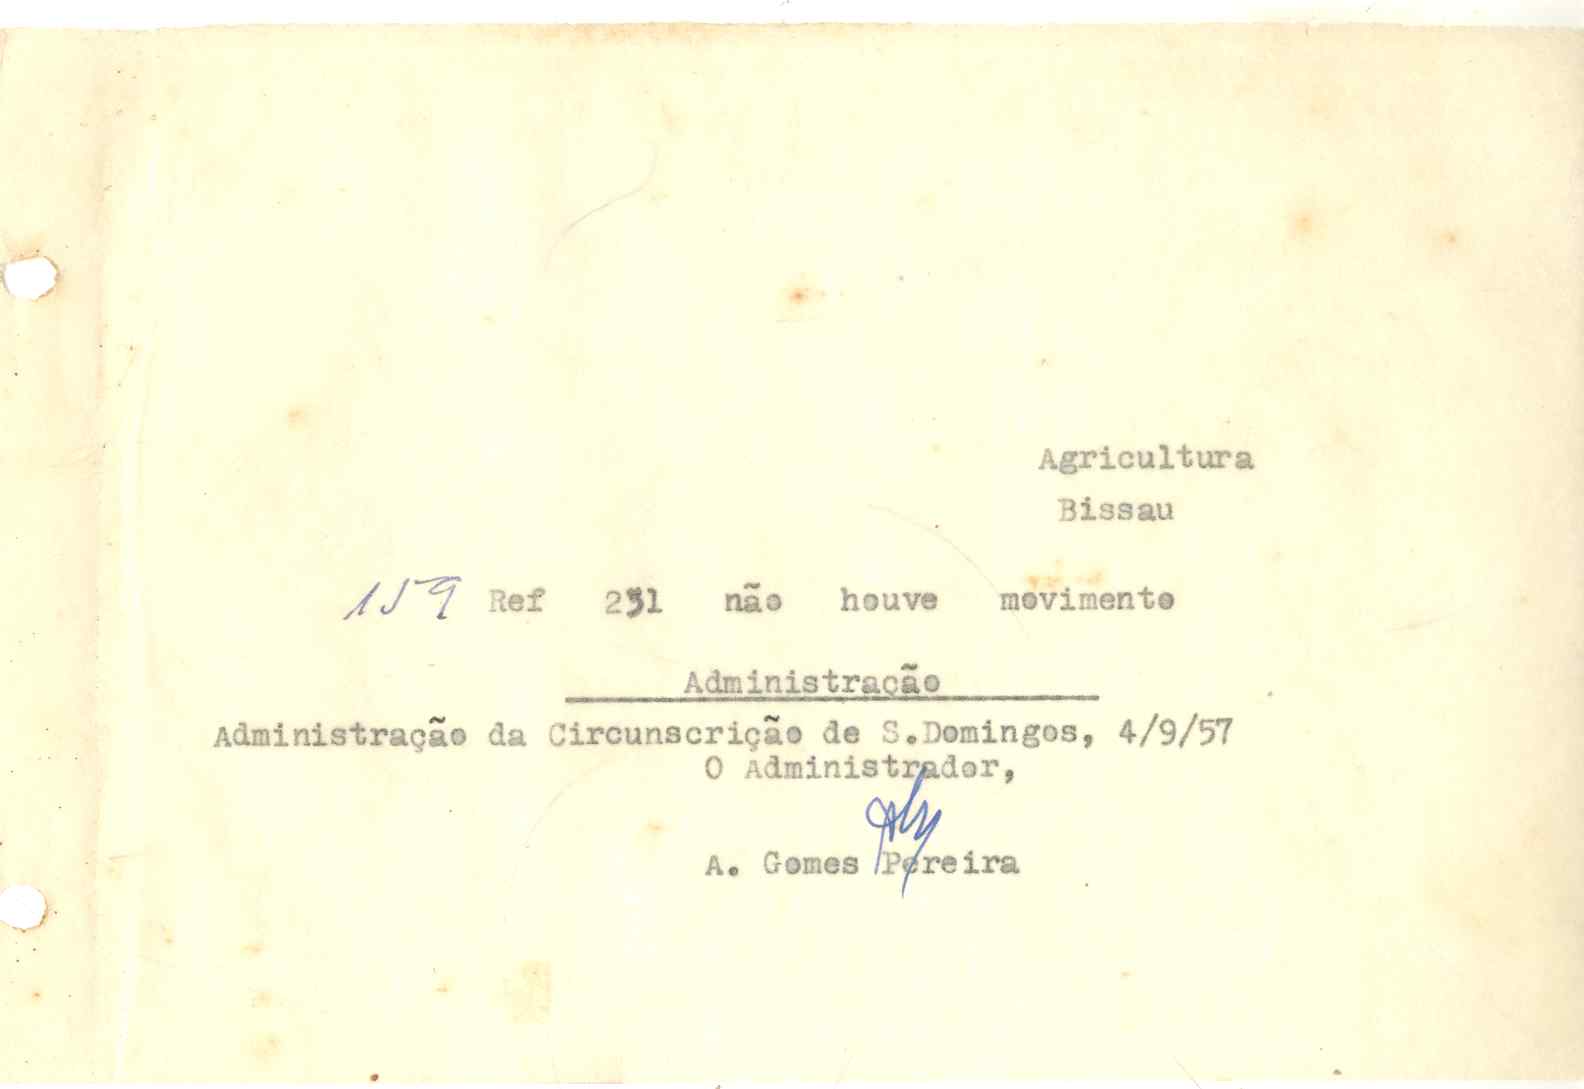 Agricultura
Bissau
159 Ref 231 não houve movimento
Administração
Administração da Circunscrição de S.Domingos, 4/9/57
O Administrador,
A. Gomes Pereira